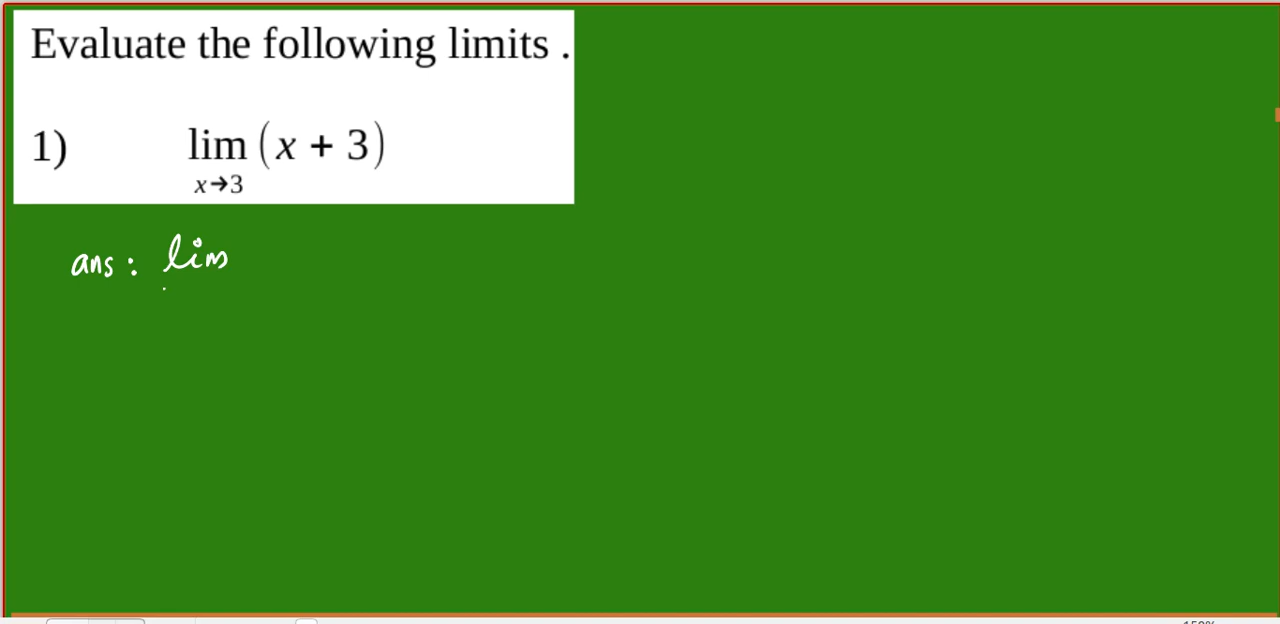 Evaluate the following limits .
1) lim (x + 3)
x→3
ans : lim